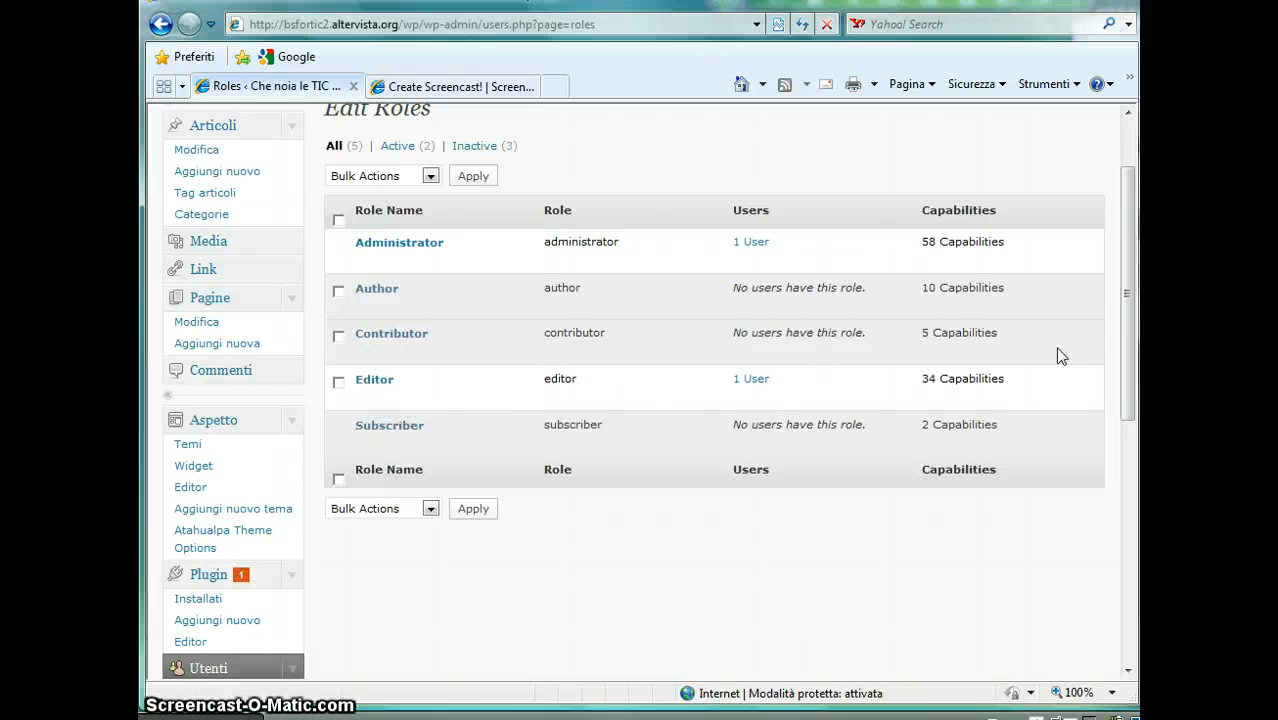 http://bsfortic2.altervista.org/wp/wp-admin/users.php?page=roles
Yahoo! Search
Preferiti
Google
Roles ‹ Che noia le TIC ...
Create Screencast! | Screen...
Pagina
Sicurezza
Strumenti
Edit Roles
All (5) | Active (2) | Inactive (3)
Bulk Actions
Apply
Role Name Role Users Capabilities
Administrator administrator 1 User 58 Capabilities
Author author No users have this role. 10 Capabilities
Contributor contributor No users have this role. 5 Capabilities
Editor editor 1 User 34 Capabilities
Subscriber subscriber No users have this role. 2 Capabilities
Role Name Role Users Capabilities
Bulk Actions
Apply
Articoli
Modifica
Aggiungi nuovo
Tag articoli
Categorie
Media
Link
Pagine
Modifica
Aggiungi nuova
Commenti
Aspetto
Temi
Widget
Editor
Aggiungi nuovo tema
Atahualpa Theme
Options
Plugin 1
Installati
Aggiungi nuovo
Editor
Utenti
Internet | Modalità protetta: attivata
100%
Screencast-O-Matic.com